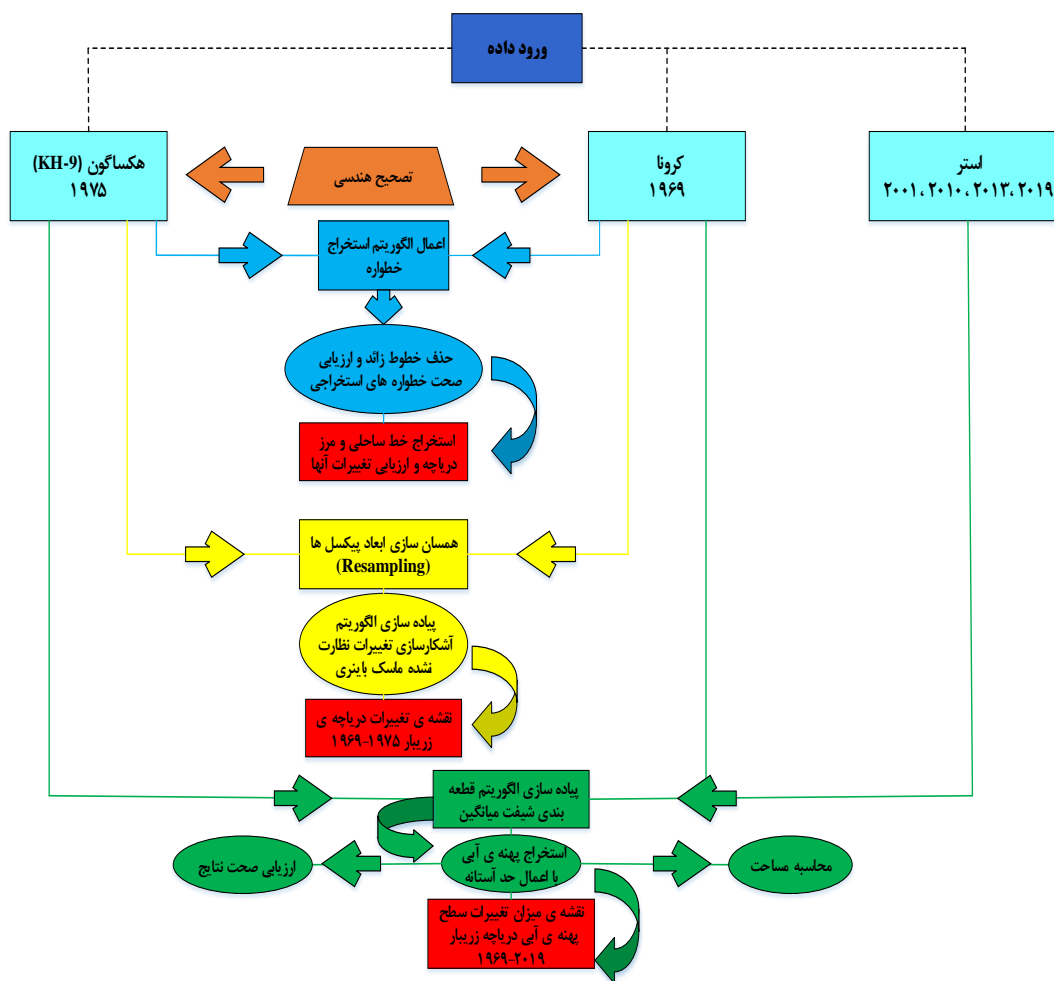 ورود داده
هکساگون (KH-9)
۱۹۷۵
تصحیح هندسی
کرونا
۱۹۶۹
استر
۲۰۰۱، ۲۰۱۰، ۲۰۱۳، ۲۰۱۹
اعمال الگوریتم استخراج
خطواره
حذف خطوط زائد و ارزیابی
صحت خطواره های استخراجی
استخراج خط ساحلی و مرز
دریاچه و ارزیابی تغییرات آنها
همسان سازی ابعاد پیکسل ها
(Resampling)
پیاده سازی الگوریتم
آشکارسازی تغییرات نظارت
نشده ماسک باینری
نقشه ی تغییرات دریاچه ی
زریبار ۱۹۷۵-۱۹۶۹
پیاده سازی الگوریتم قطعه
بندی شیفت میانگین
استخراج پهنه ی آبی
با اعمال حد آستانه
ارزیابی صحت نتایج
محاسبه مساحت
نقشه ی میزان تغییرات سطح
پهنه ی آبی دریاچه زریبار
۱۹۶۹-۲۰۱۹